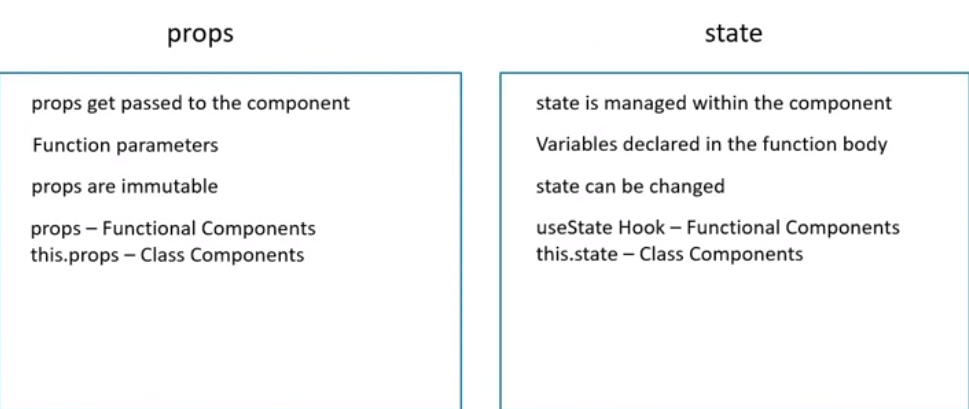 props
props get passed to the component
Function parameters
props are immutable
props – Functional Components
this.props – Class Components
state
state is managed within the component
Variables declared in the function body
state can be changed
useState Hook – Functional Components
this.state – Class Components